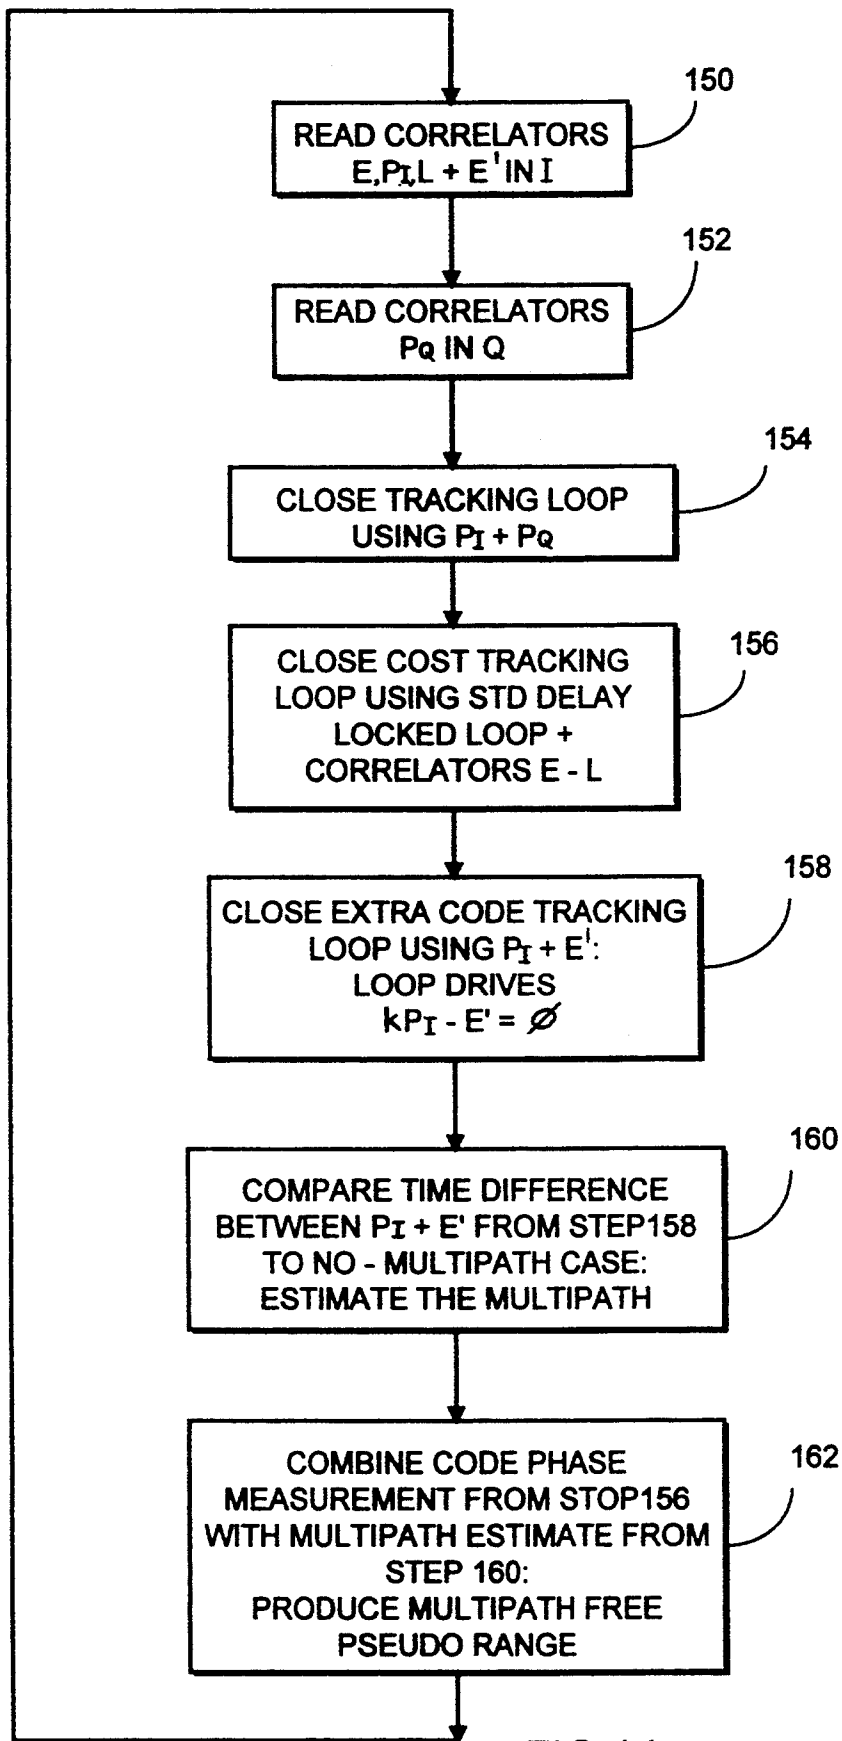 150
READ CORRELATORS
E,PI,L + E' IN I
152
READ CORRELATORS
PQ IN Q
154
CLOSE TRACKING LOOP
USING PI + PQ
156
CLOSE COST TRACKING
LOOP USING STD DELAY
LOCKED LOOP +
CORRELATORS E - L
158
CLOSE EXTRA CODE TRACKING
LOOP USING PI + E':
LOOP DRIVES
kPI - E' = Ø
160
COMPARE TIME DIFFERENCE
BETWEEN PI + E' FROM STEP158
TO NO - MULTIPATH CASE:
ESTIMATE THE MULTIPATH
162
COMBINE CODE PHASE
MEASUREMENT FROM STOP156
WITH MULTIPATH ESTIMATE FROM
STEP 160:
PRODUCE MULTIPATH FREE
PSEUDO RANGE